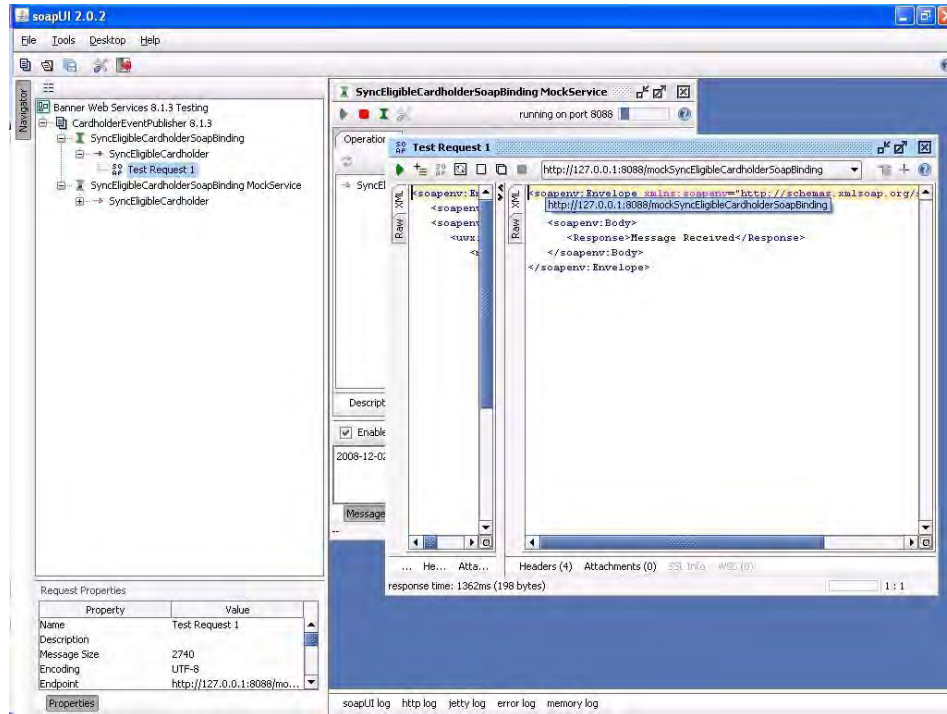 soapUI 2.0.2
File Tools Desktop Help
Navigator
Banner Web Services 8.1.3 Testing
CardholderEventPublisher 8.1.3
SyncEligibleCardholderSoapBinding
SyncEligibleCardholder
Test Request 1
SyncEligibleCardholderSoapBinding MockService
SyncEligibleCardholder
SyncEligibleCardholderSoapBinding MockService
running on port 8088
Operation
SyncEl
Descript
Enable
2008-12-02
Message
--
Test Request 1
http://127.0.0.1:8088/mockSyncEligibleCardholderSoapBinding
XML
Raw
<soapenv:En
<soapenv
<soapenv
<uwx:
XML
Raw
<soapenv:Envelope xmlns:soapenv="http://schemas.xmlsoap.org/
http://127.0.0.1:8088/mockSyncEligibleCardholderSoapBinding
<soapenv:Body>
<Response>Message Received</Response>
</soapenv:Body>
</soapenv:Envelope>
... He... Atta...
Headers (4) Attachments (0) SSL Info WSS (0)
response time: 1362ms (198 bytes)
1 : 1
Request Properties
Property Value
Name Test Request 1
Description
Message Size 2740
Encoding UTF-8
Endpoint http://127.0.0.1:8088/mo...
Properties
soapUI log http log jetty log error log memory log